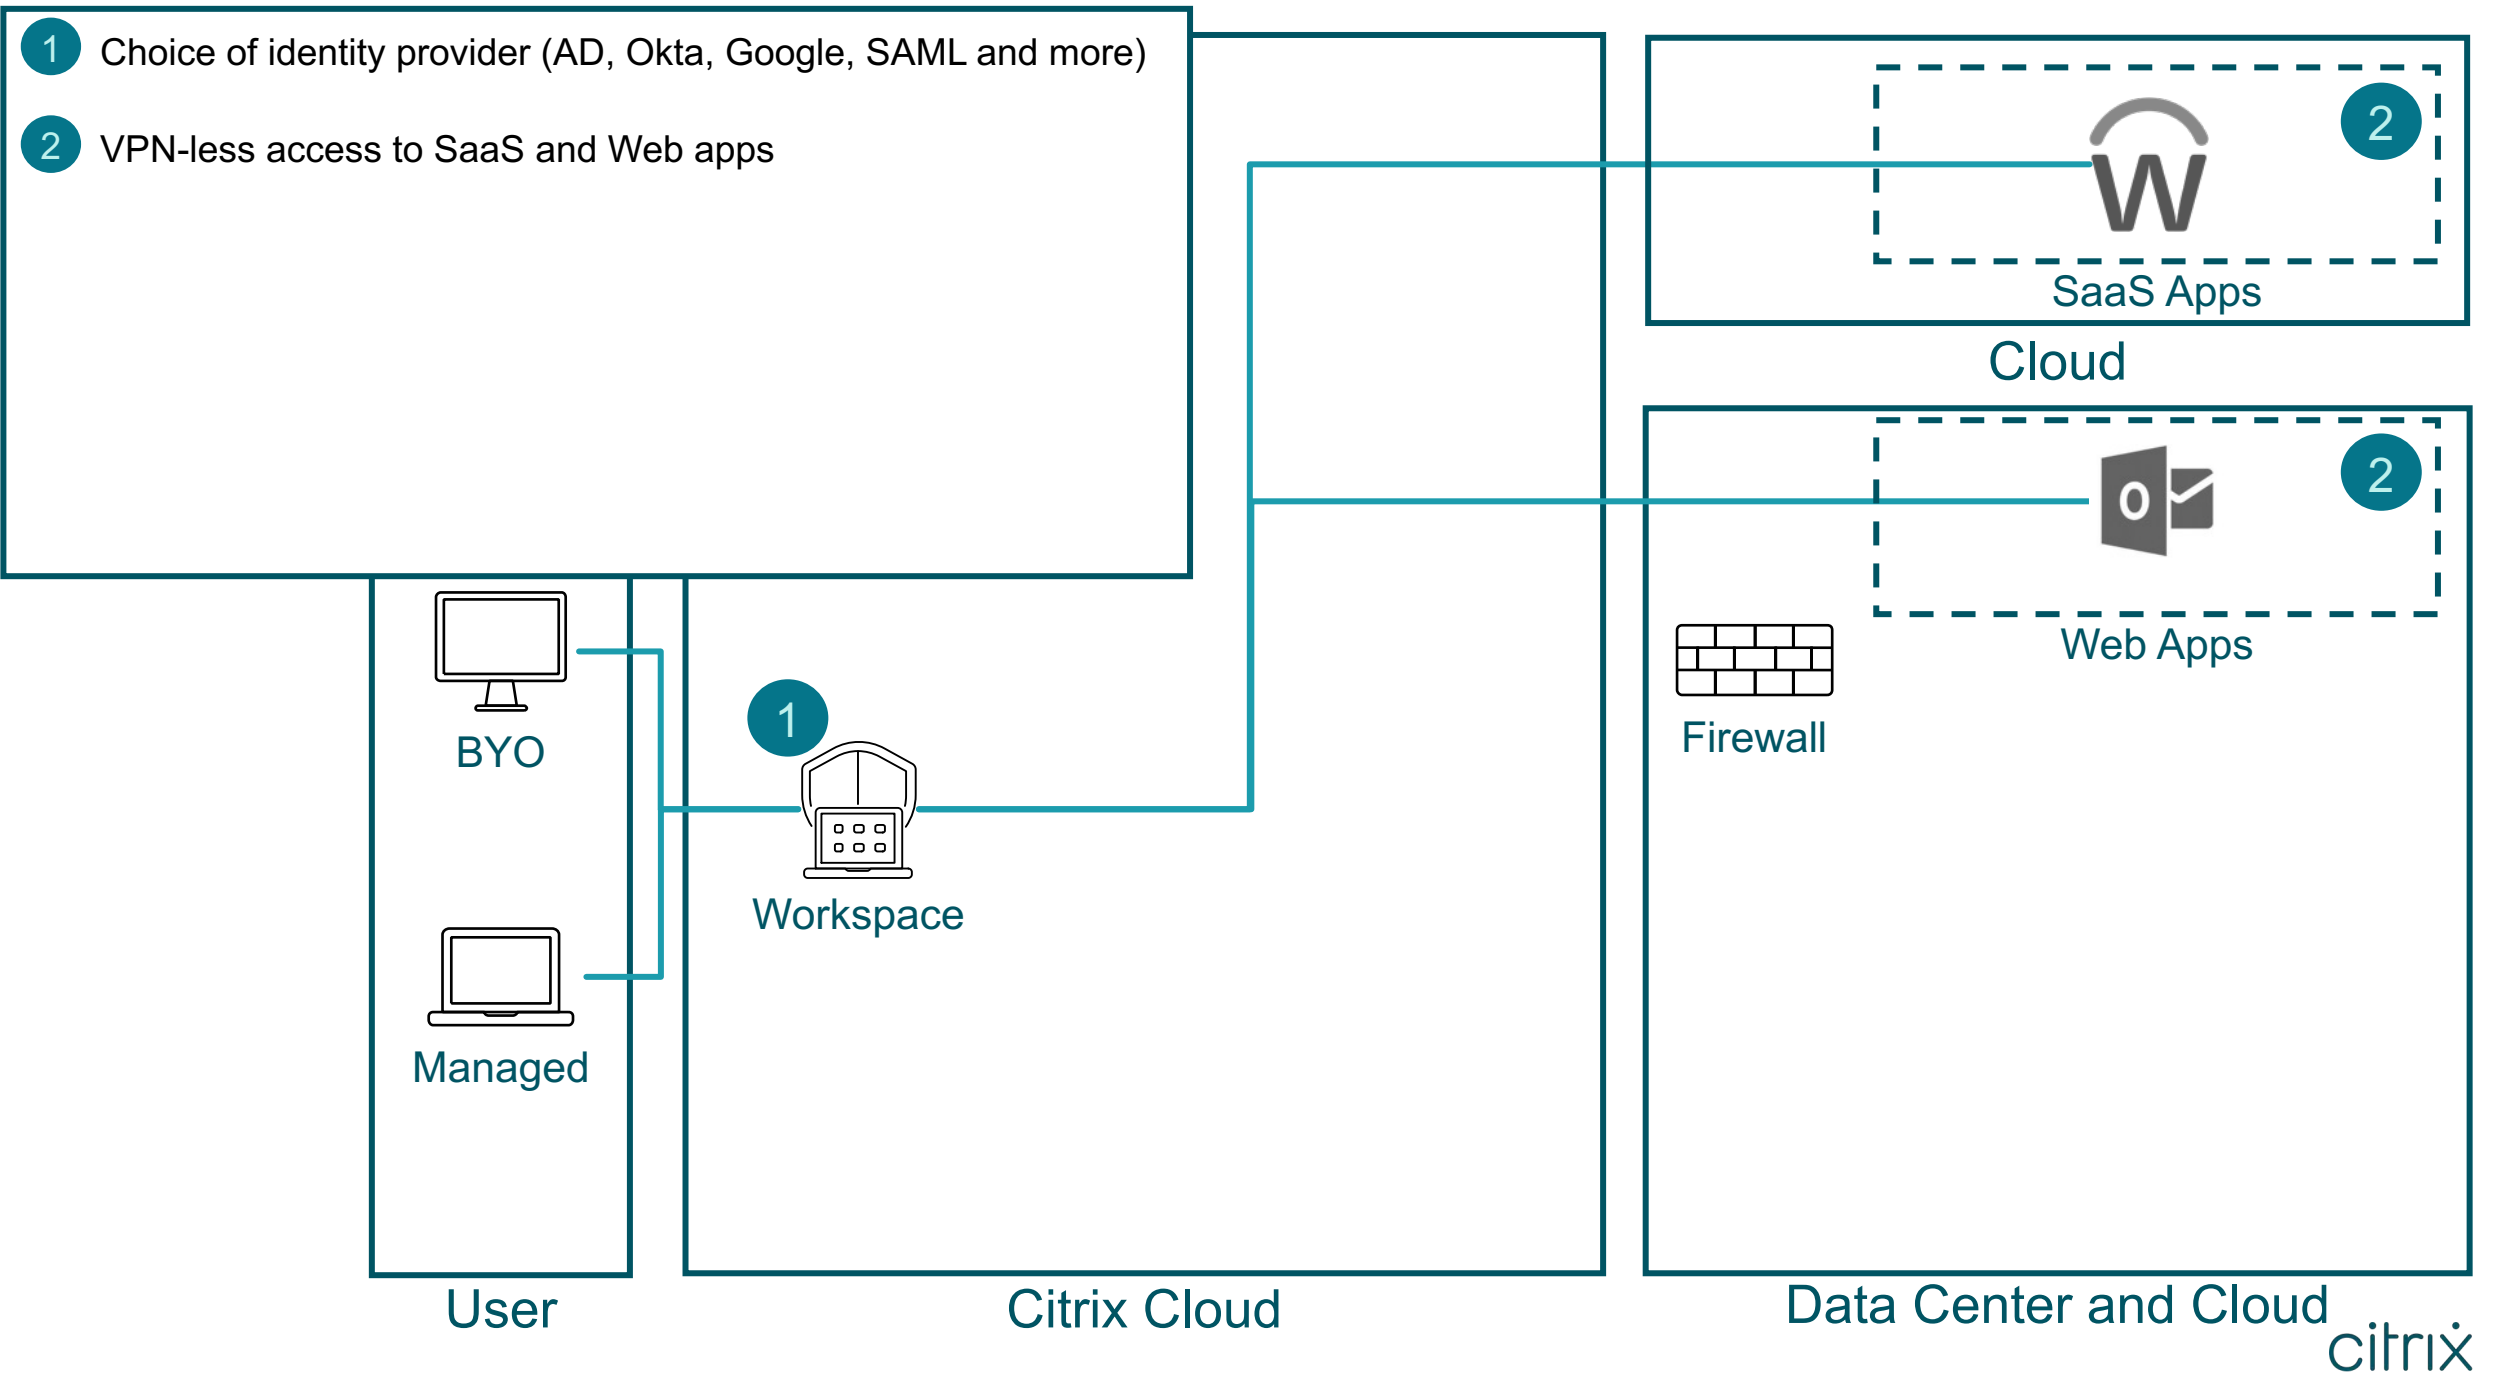 1 Choice of identity provider (AD, Okta, Google, SAML and more)
2 VPN-less access to SaaS and Web apps
2
W
SaaS Apps
Cloud
2
O
Web Apps
Firewall
BYO
1
Workspace
Managed
User
Citrix Cloud
Data Center and Cloud
citrix